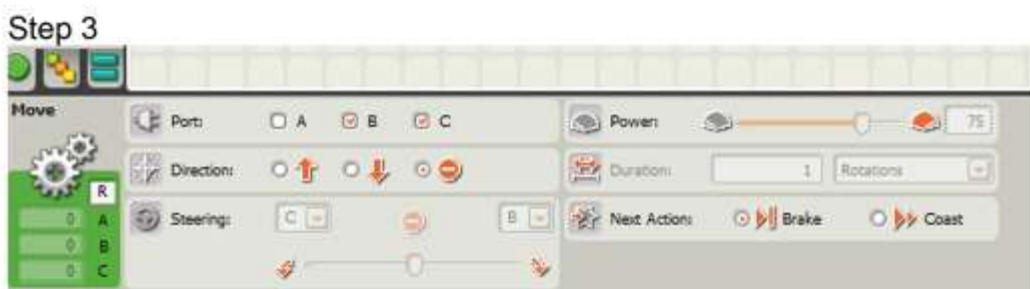 Step 3
Move
Port: A B C
Power: 75
Direction:
Duration: 1 Rotations
R
Steering: C B
Next Action: Brake Coast
0 A
0 B
0 C